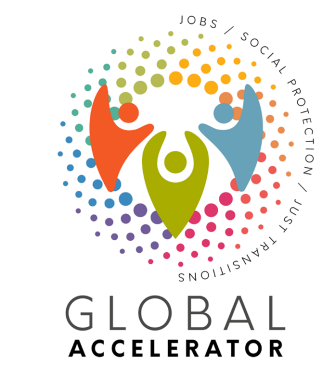 JOBS / SOCIAL PROTECTION / JUST TRANSITIONS
GLOBAL
ACCELERATOR